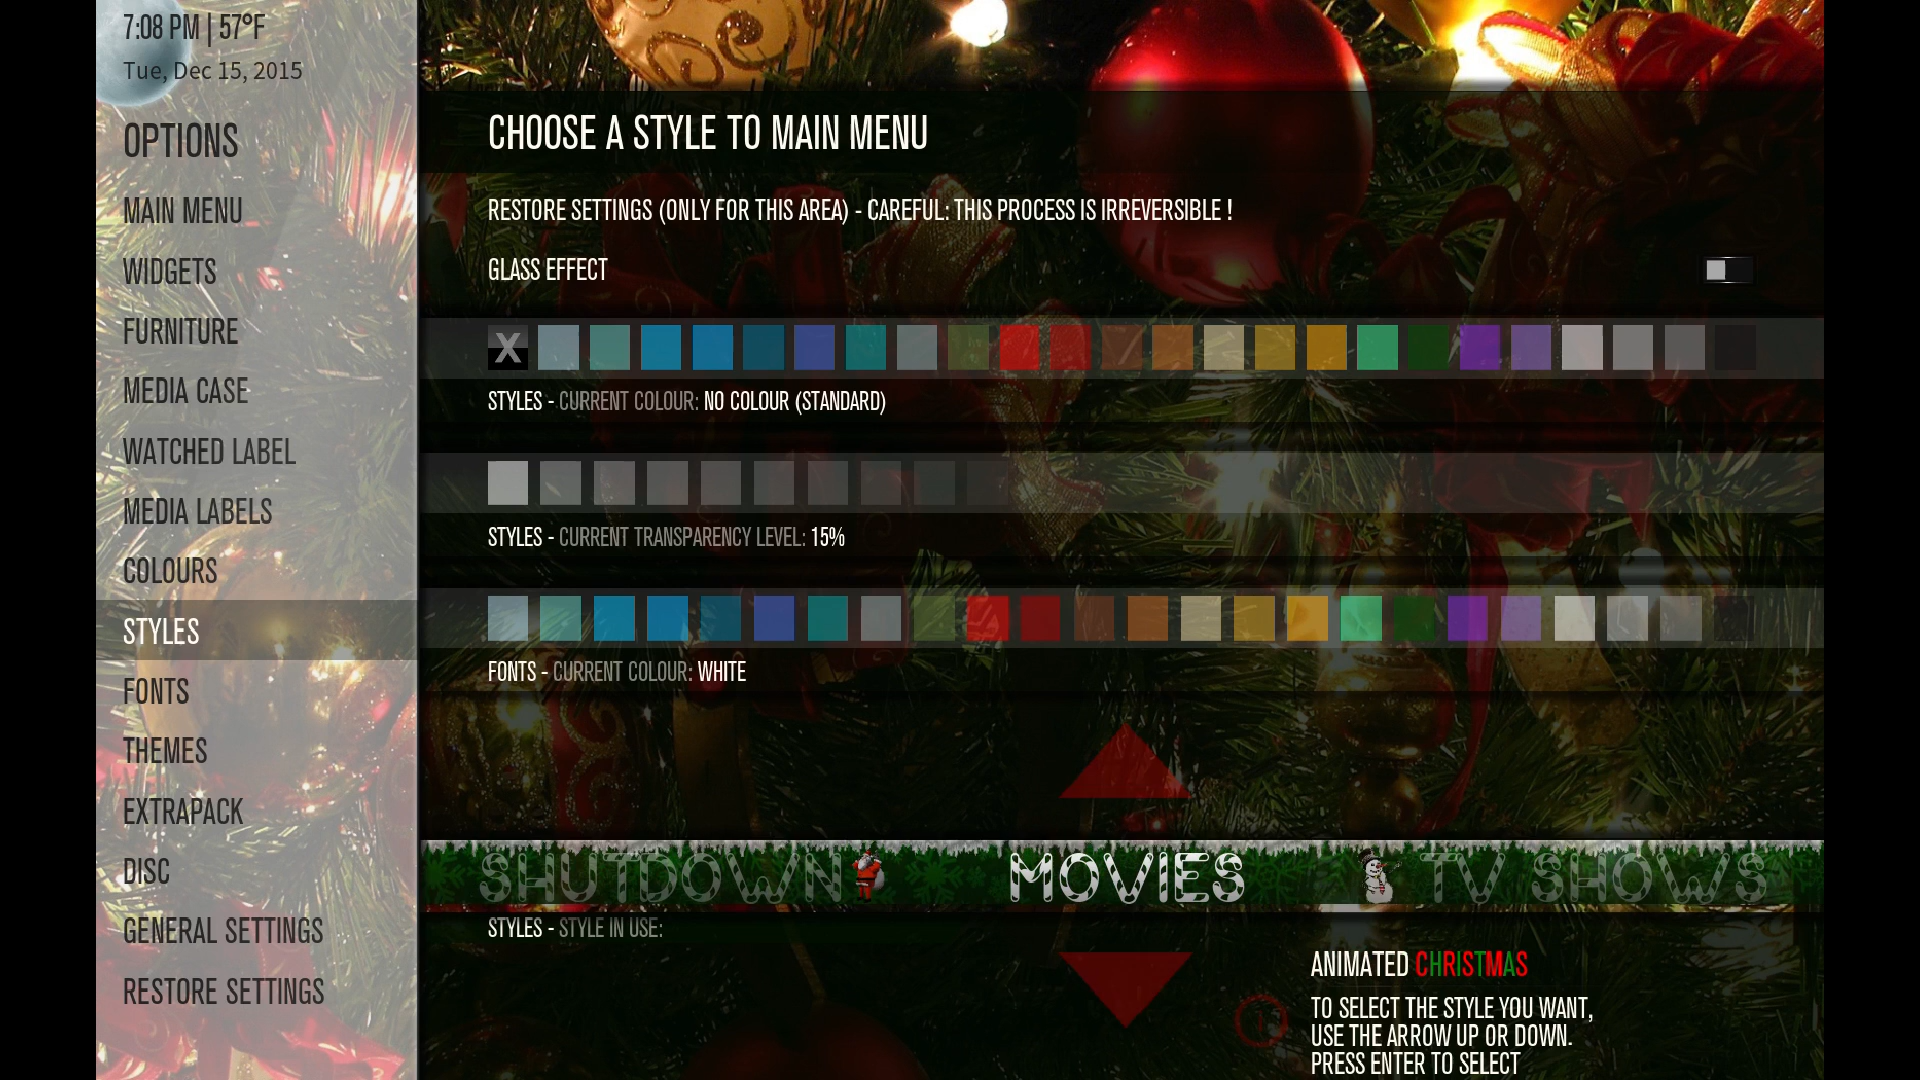 7:08 PM | 57°F
Tue, Dec 15, 2015
OPTIONS
MAIN MENU
WIDGETS
FURNITURE
MEDIA CASE
WATCHED LABEL
MEDIA LABELS
COLOURS
STYLES
FONTS
THEMES
EXTRAPACK
DISC
GENERAL SETTINGS
RESTORE SETTINGS
CHOOSE A STYLE TO MAIN MENU
RESTORE SETTINGS (ONLY FOR THIS AREA) - CAREFUL: THIS PROCESS IS IRREVERSIBLE !
GLASS EFFECT
X
STYLES - CURRENT COLOUR: NO COLOUR (STANDARD)
STYLES - CURRENT TRANSPARENCY LEVEL: 15%
FONTS - CURRENT COLOUR: WHITE
SHUTDOWN MOVIES TV SHOWS
STYLES - STYLE IN USE:
ANIMATED CHRISTMAS
TO SELECT THE STYLE YOU WANT,
USE THE ARROW UP OR DOWN.
PRESS ENTER TO SELECT